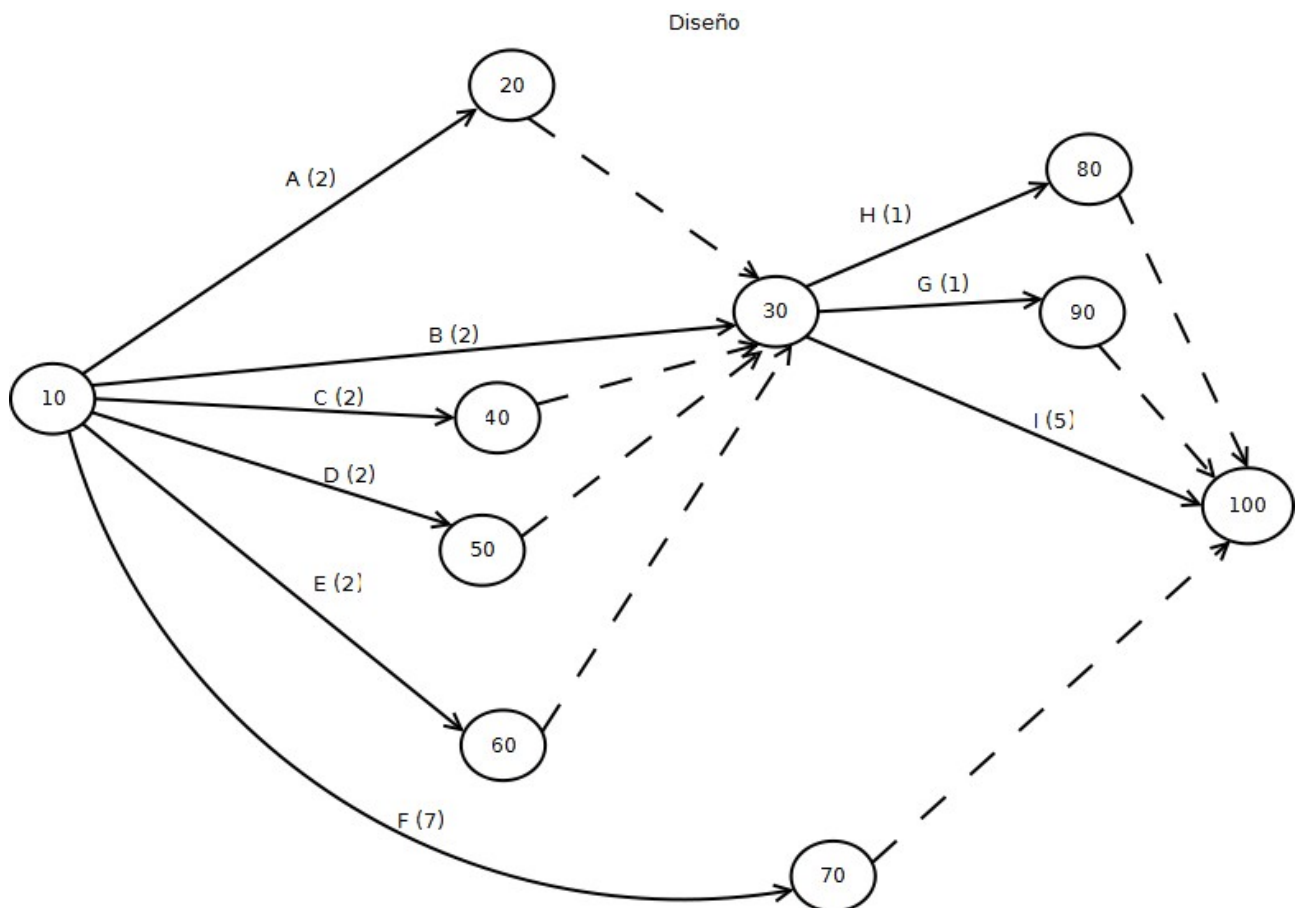 Diseño
20
A (2)
80
H (1)
G (1)
30
90
B (2)
10
C (2)
40
I (5)
D (2)
100
50
E (2)
60
F (7)
70